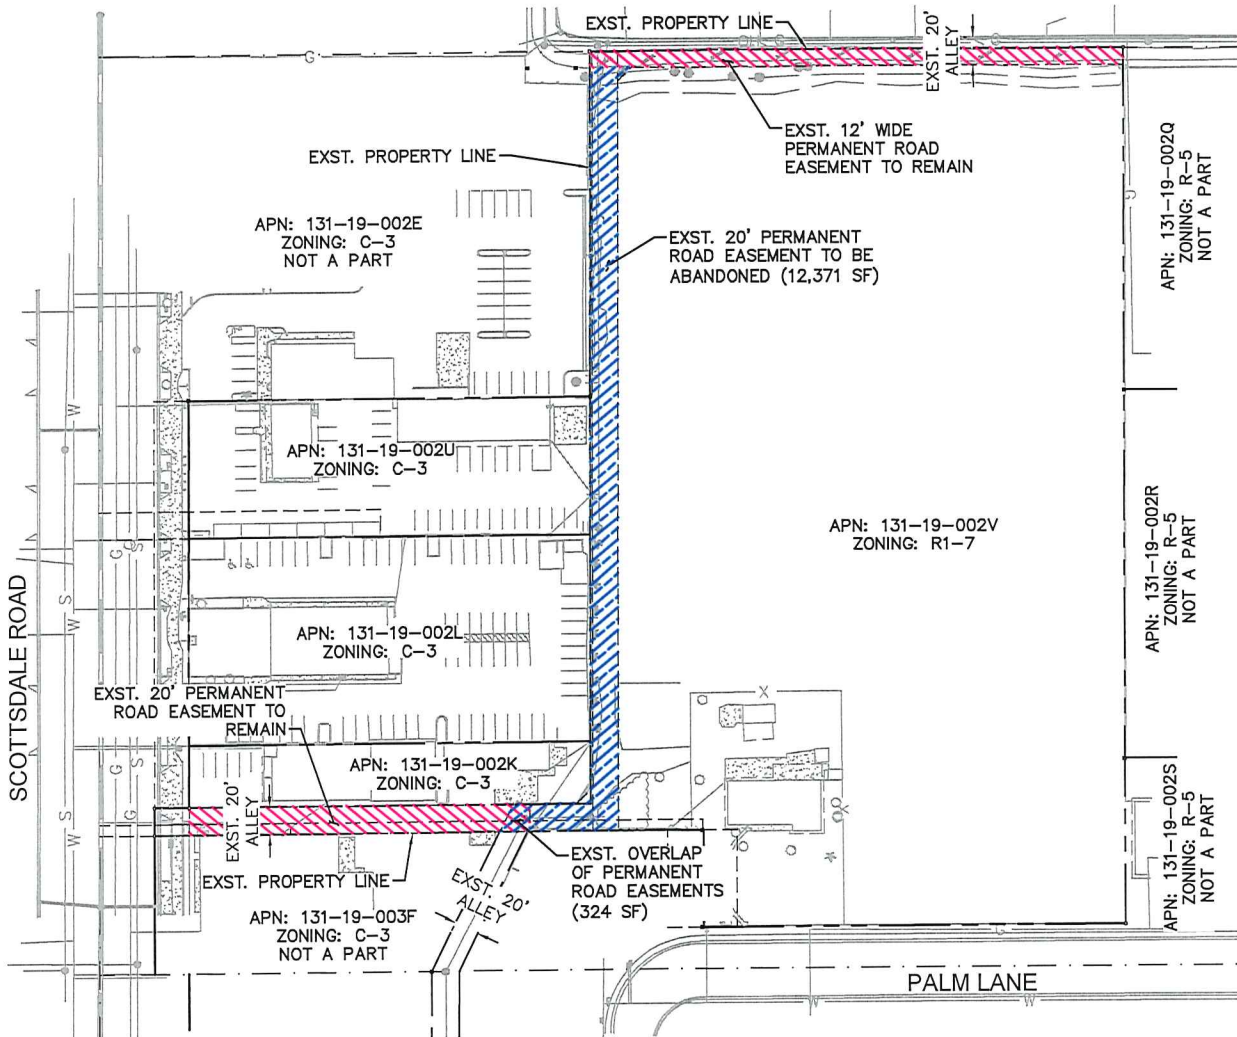 EXST. PROPERTY LINE
EXST. 20'
ALLEY
G
EXST. 12' WIDE
PERMANENT ROAD
EASEMENT TO REMAIN
EXST. PROPERTY LINE
APN: 131-19-002Q
ZONING: R-5
NOT A PART
APN: 131-19-002E
ZONING: C-3
NOT A PART
EXST. 20' PERMANENT
ROAD EASEMENT TO BE
ABANDONED (12,371 SF)
W
APN: 131-19-002U
ZONING: C-3
APN: 131-19-002V
ZONING: R1-7
APN: 131-19-002R
ZONING: R-5
NOT A PART
G
S
S
W
SCOTTSDALE ROAD
APN: 131-19-002L
ZONING: C-3
EXST. 20' PERMANENT
ROAD EASEMENT TO
REMAIN
X
APN: 131-19-002K
ZONING: C-3
G
S
S
W
G
EXST. 20'
ALLEY
X
APN: 131-19-002S
ZONING: R-5
NOT A PART
EXST. PROPERTY LINE
EXST. 20'
ALLEY
EXST. OVERLAP
OF PERMANENT
ROAD EASEMENTS
(324 SF)
APN: 131-19-003F
ZONING: C-3
NOT A PART
PALM LANE
W
W